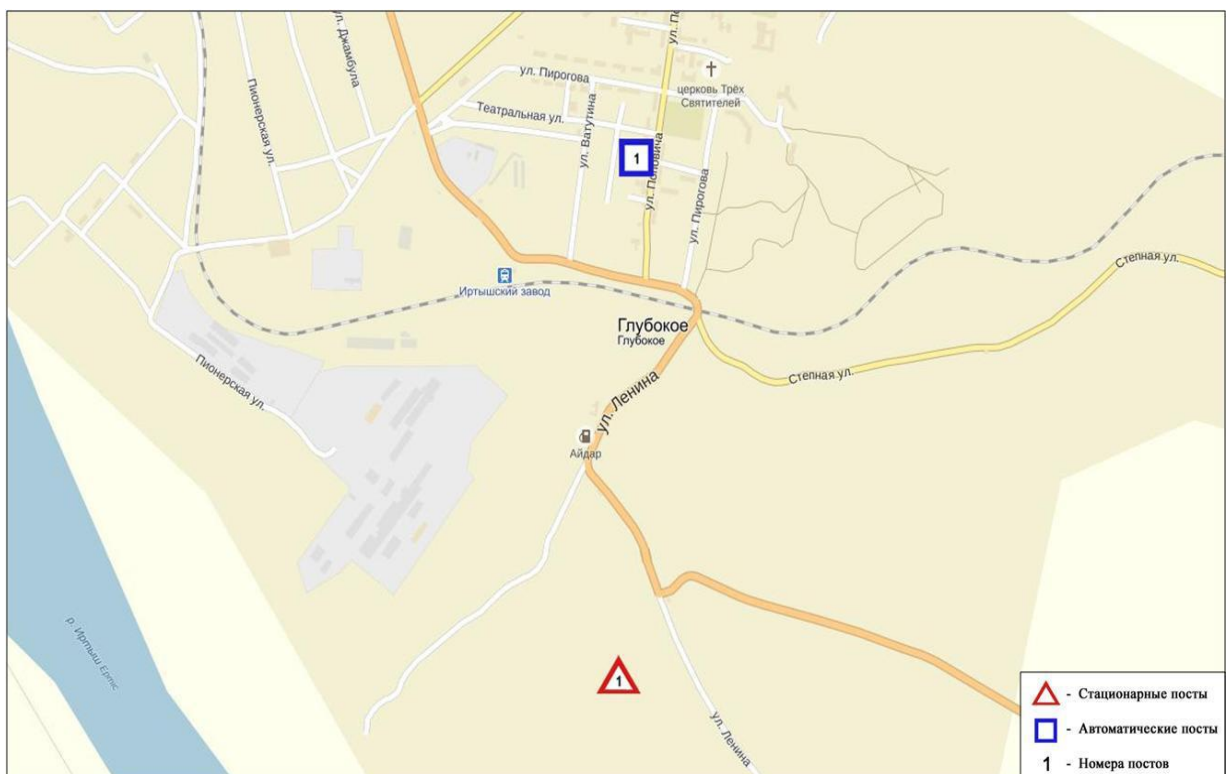 ул. Джамбула
Пионерская ул.
ул. Пирогова
Театральная ул.
ул. Ватутина
ул. По
церковь Трёх
Святителей
1
ул. Поповича
ул. Пирогова
Иртышский завод
Глубокое
Глубокое
Степная ул.
Степная ул.
Пионерская ул.
ул. Ленина
Айдар
р. Иртыш Ертіс
1
ул. Ленина
- Стационарные посты
- Автоматические посты
1 - Номера постов